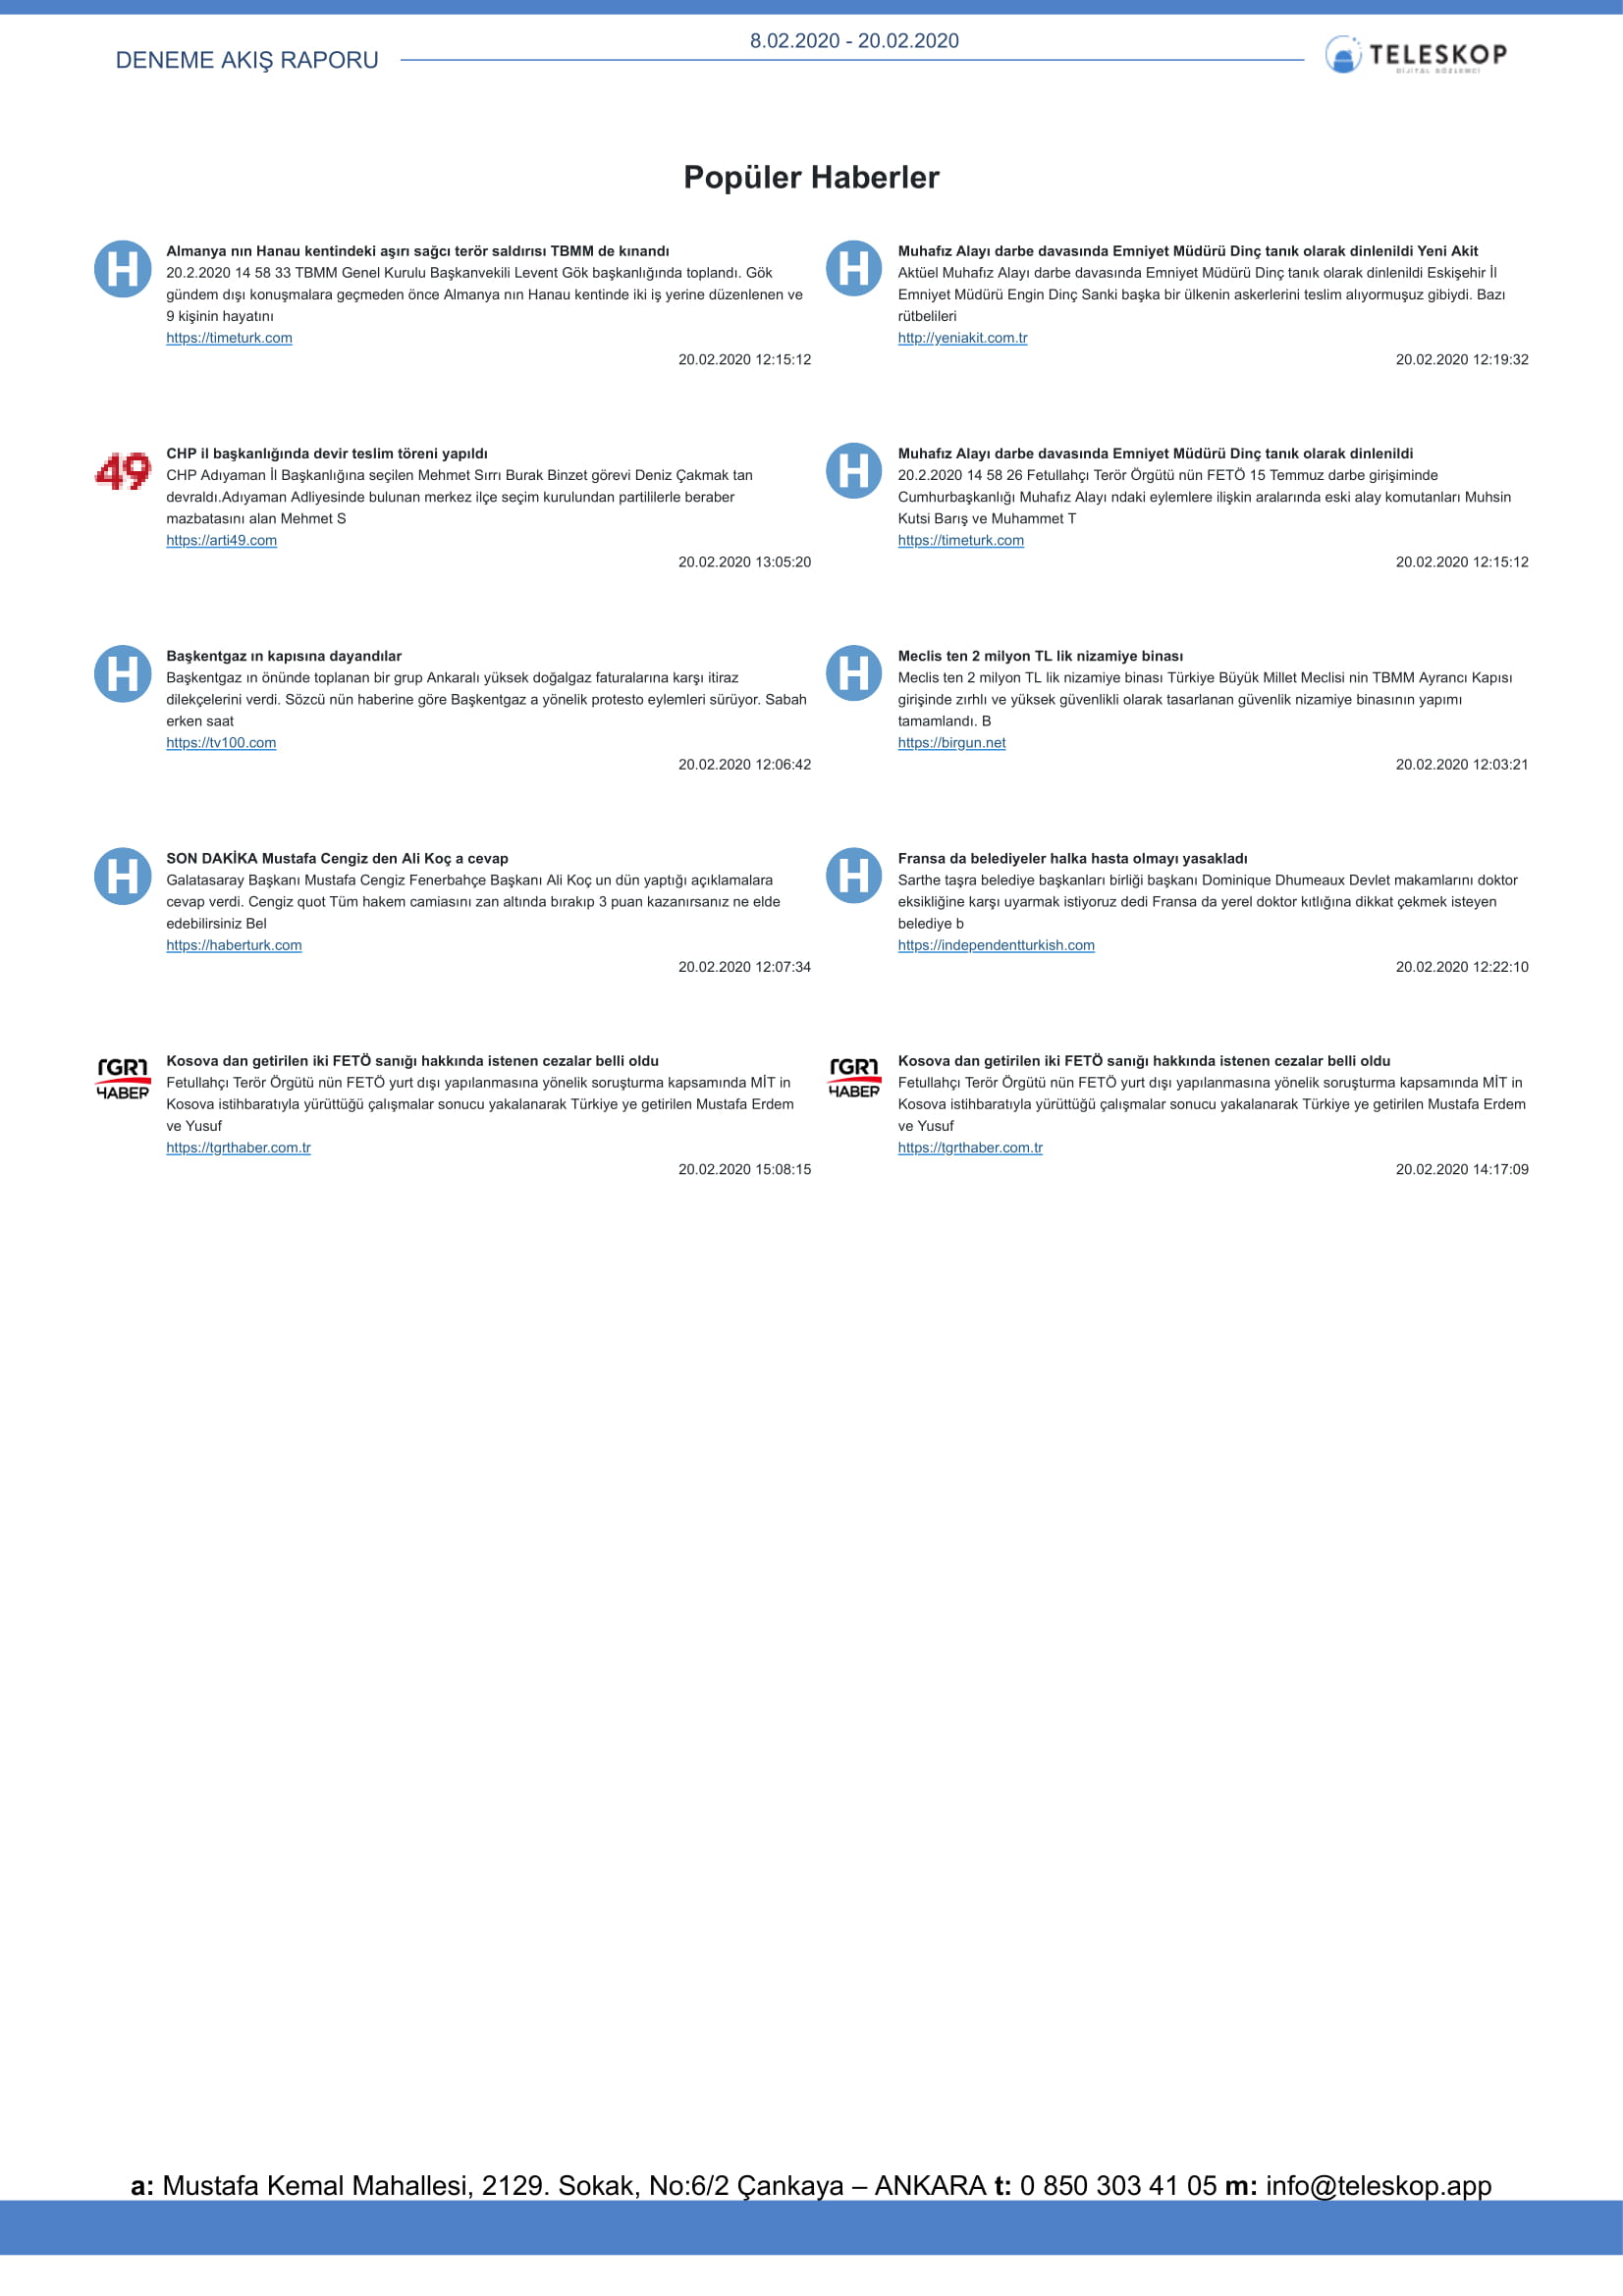 DENEME AKIŞ RAPORU
8.02.2020 - 20.02.2020
TELESKOP
DİJİTAL GÖZLEMCİ
Popüler Haberler
H
Almanya nın Hanau kentindeki aşırı sağcı terör saldırısı TBMM de kınandı
20.2.2020 14 58 33 TBMM Genel Kurulu Başkanvekili Levent Gök başkanlığında toplandı. Gök
gündem dışı konuşmalara geçmeden önce Almanya nın Hanau kentinde iki iş yerine düzenlenen ve
9 kişinin hayatını
https://timeturk.com
20.02.2020 12:15:12
H
Muhafız Alayı darbe davasında Emniyet Müdürü Dinç tanık olarak dinlenildi Yeni Akit
Aktüel Muhafız Alayı darbe davasında Emniyet Müdürü Dinç tanık olarak dinlenildi Eskişehir İl
Emniyet Müdürü Engin Dinç Sanki başka bir ülkenin askerlerini teslim alıyormuşuz gibiydi. Bazı
rütbelileri
http://yeniakit.com.tr
20.02.2020 12:19:32
49
CHP il başkanlığında devir teslim töreni yapıldı
CHP Adıyaman İl Başkanlığına seçilen Mehmet Sırrı Burak Binzet görevi Deniz Çakmak tan
devraldı.Adıyaman Adliyesinde bulunan merkez ilçe seçim kurulundan partililerle beraber
mazbatasını alan Mehmet S
https://arti49.com
20.02.2020 13:05:20
H
Muhafız Alayı darbe davasında Emniyet Müdürü Dinç tanık olarak dinlenildi
20.2.2020 14 58 26 Fetullahçı Terör Örgütü nün FETÖ 15 Temmuz darbe girişiminde
Cumhurbaşkanlığı Muhafız Alayı ndaki eylemlere ilişkin aralarında eski alay komutanları Muhsin
Kutsi Barış ve Muhammet T
https://timeturk.com
20.02.2020 12:15:12
H
Başkentgaz ın kapısına dayandılar
Başkentgaz ın önünde toplanan bir grup Ankaralı yüksek doğalgaz faturalarına karşı itiraz
dilekçelerini verdi. Sözcü nün haberine göre Başkentgaz a yönelik protesto eylemleri sürüyor. Sabah
erken saat
https://tv100.com
20.02.2020 12:06:42
H
Meclis ten 2 milyon TL lik nizamiye binası
Meclis ten 2 milyon TL lik nizamiye binası Türkiye Büyük Millet Meclisi nin TBMM Ayrancı Kapısı
girişinde zırhlı ve yüksek güvenlikli olarak tasarlanan güvenlik nizamiye binasının yapımı
tamamlandı. B
https://birgun.net
20.02.2020 12:03:21
H
SON DAKİKA Mustafa Cengiz den Ali Koç a cevap
Galatasaray Başkanı Mustafa Cengiz Fenerbahçe Başkanı Ali Koç un dün yaptığı açıklamalara
cevap verdi. Cengiz quot Tüm hakem camiasını zan altında bırakıp 3 puan kazanırsanız ne elde
edebilirsiniz Bel
https://haberturk.com
20.02.2020 12:07:34
H
Fransa da belediyeler halka hasta olmayı yasakladı
Sarthe taşra belediye başkanları birliği başkanı Dominique Dhumeaux Devlet makamlarını doktor
eksikliğine karşı uyarmak istiyoruz dedi Fransa da yerel doktor kıtlığına dikkat çekmek isteyen
belediye b
https://independentturkish.com
20.02.2020 12:22:10
TGRT
HABER
Kosova dan getirilen iki FETÖ sanığı hakkında istenen cezalar belli oldu
Fetullahçı Terör Örgütü nün FETÖ yurt dışı yapılanmasına yönelik soruşturma kapsamında MİT in
Kosova istihbaratıyla yürüttüğü çalışmalar sonucu yakalanarak Türkiye ye getirilen Mustafa Erdem
ve Yusuf
https://tgrthaber.com.tr
20.02.2020 15:08:15
TGRT
HABER
Kosova dan getirilen iki FETÖ sanığı hakkında istenen cezalar belli oldu
Fetullahçı Terör Örgütü nün FETÖ yurt dışı yapılanmasına yönelik soruşturma kapsamında MİT in
Kosova istihbaratıyla yürüttüğü çalışmalar sonucu yakalanarak Türkiye ye getirilen Mustafa Erdem
ve Yusuf
https://tgrthaber.com.tr
20.02.2020 14:17:09
a: Mustafa Kemal Mahallesi, 2129. Sokak, No:6/2 Çankaya – ANKARA t: 0 850 303 41 05 m: info@teleskop.app